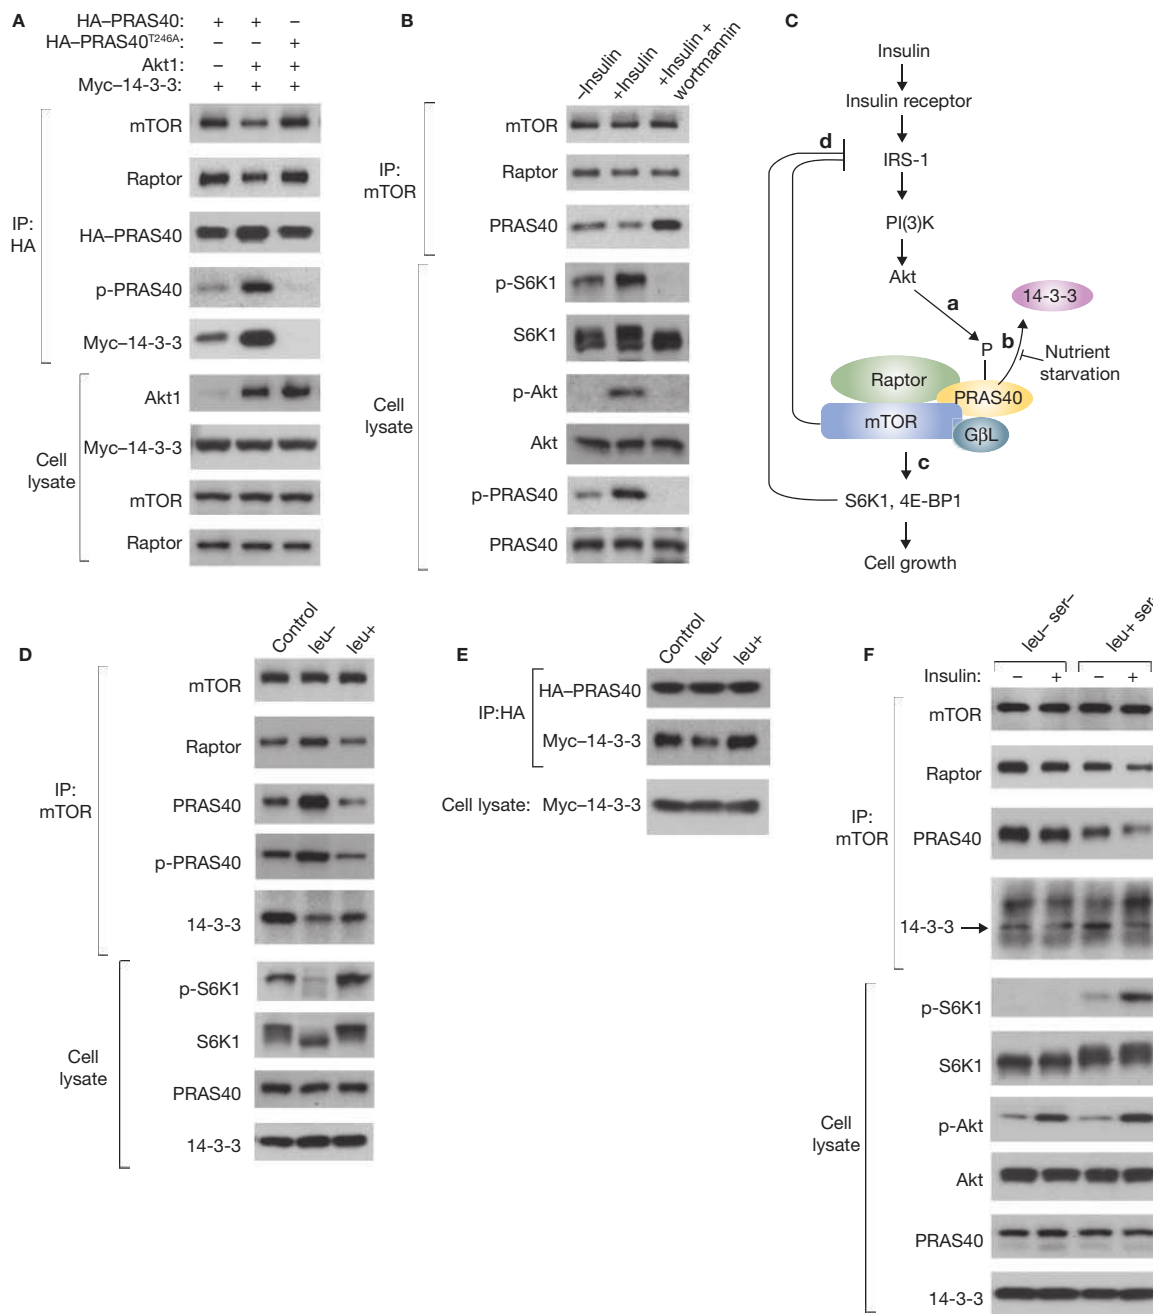 A
HA–PRAS40: + + –
HA–PRAS40T246A: – – +
Akt1: – + +
Myc–14-3-3: + + +
IP: HA
mTOR
Raptor
HA–PRAS40
p-PRAS40
Myc–14-3-3
Cell lysate
Akt1
Myc–14-3-3
mTOR
Raptor
B
–Insulin
+Insulin
+Insulin + wortmannin
IP: mTOR
mTOR
Raptor
PRAS40
Cell lysate
p-S6K1
S6K1
p-Akt
Akt
p-PRAS40
PRAS40
C
Insulin
Insulin receptor
d
IRS-1
PI(3)K
Akt
a
14-3-3
b
P
Nutrient starvation
Raptor
PRAS40
mTOR
GβL
c
S6K1, 4E-BP1
Cell growth
D
Control
leu–
leu+
IP: mTOR
mTOR
Raptor
PRAS40
p-PRAS40
14-3-3
Cell lysate
p-S6K1
S6K1
PRAS40
14-3-3
E
Control
leu–
leu+
IP:HA
HA–PRAS40
Myc–14-3-3
Cell lysate: Myc–14-3-3
F
leu– ser–
leu+ ser–
Insulin: – + – +
IP: mTOR
mTOR
Raptor
PRAS40
14-3-3
Cell lysate
p-S6K1
S6K1
p-Akt
Akt
PRAS40
14-3-3